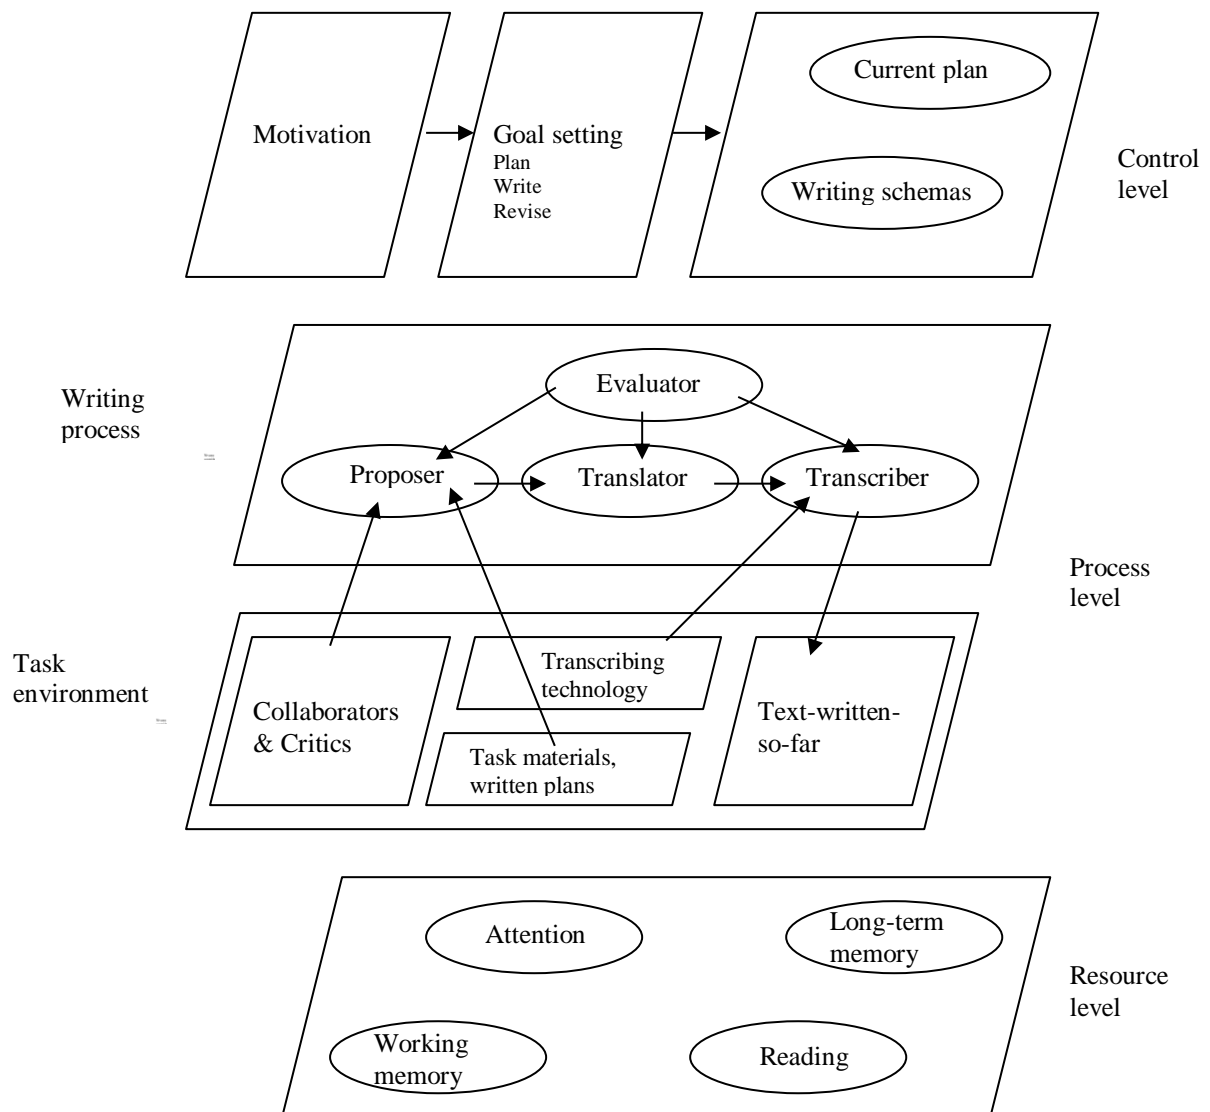 Current plan
Motivation
Goal setting
Plan
Write
Revise
Writing schemas
Control
level
Writing
process
Evaluator
Proposer
Translator
Transcriber
Process
level
Task
environment
Collaborators
& Critics
Transcribing
technology
Task materials,
written plans
Text-written-
so-far
Attention
Long-term
memory
Working
memory
Reading
Resource
level